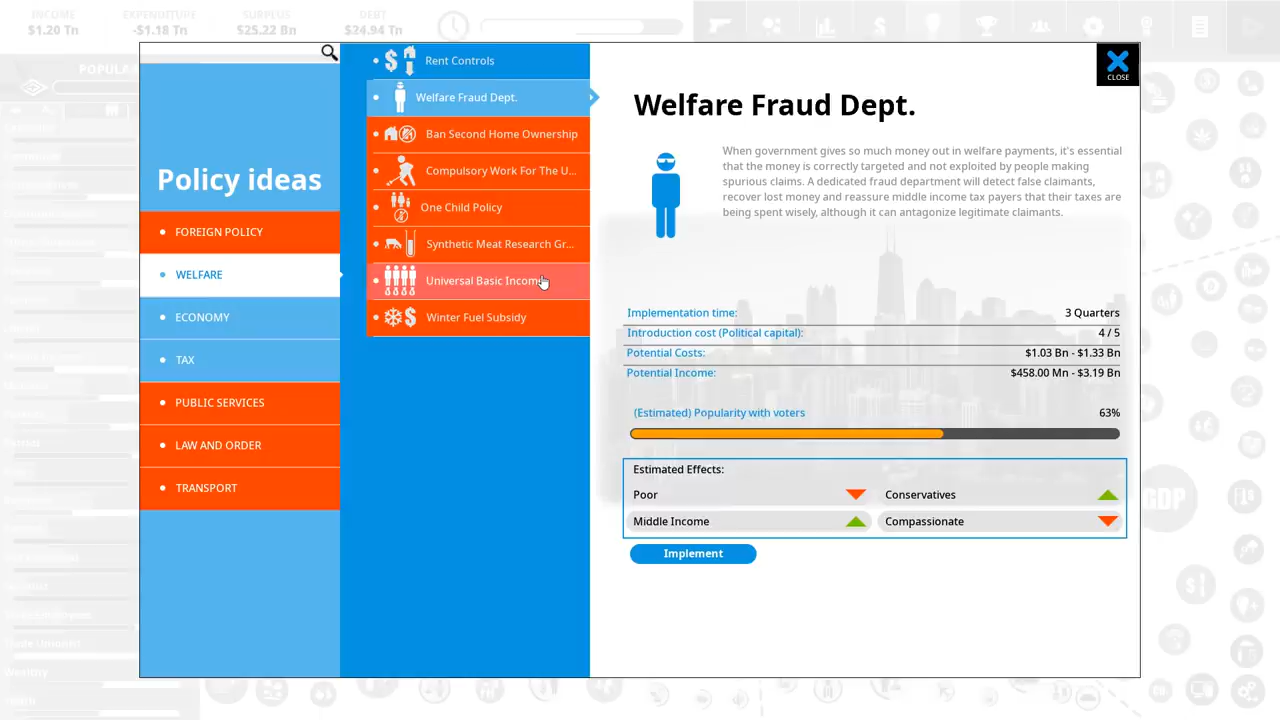 INCOME EXPENDITURE SURPLUS DEBT
$1.20 Tn -$1.18 Tn $25.22 Bn $24.94 Tn
POPULA
CLOSE
Policy ideas
FOREIGN POLICY
WELFARE
ECONOMY
TAX
PUBLIC SERVICES
LAW AND ORDER
TRANSPORT
Rent Controls
Welfare Fraud Dept.
Ban Second Home Ownership
Compulsory Work For The U...
One Child Policy
Synthetic Meat Research Gr...
Universal Basic Income
Winter Fuel Subsidy
Welfare Fraud Dept.
When government gives so much money out in welfare payments, it's essential
that the money is correctly targeted and not exploited by people making
spurious claims. A dedicated fraud department will detect false claimants,
recover lost money and reassure middle income tax payers that their taxes are
being spent wisely, although it can antagonize legitimate claimants.
Implementation time: 3 Quarters
Introduction cost (Political capital): 4 / 5
Potential Costs: $1.03 Bn - $1.33 Bn
Potential Income: $458.00 Mn - $3.19 Bn
(Estimated) Popularity with voters 63%
Estimated Effects:
Poor Conservatives
Middle Income Compassionate
Implement
GDP
Wealthy